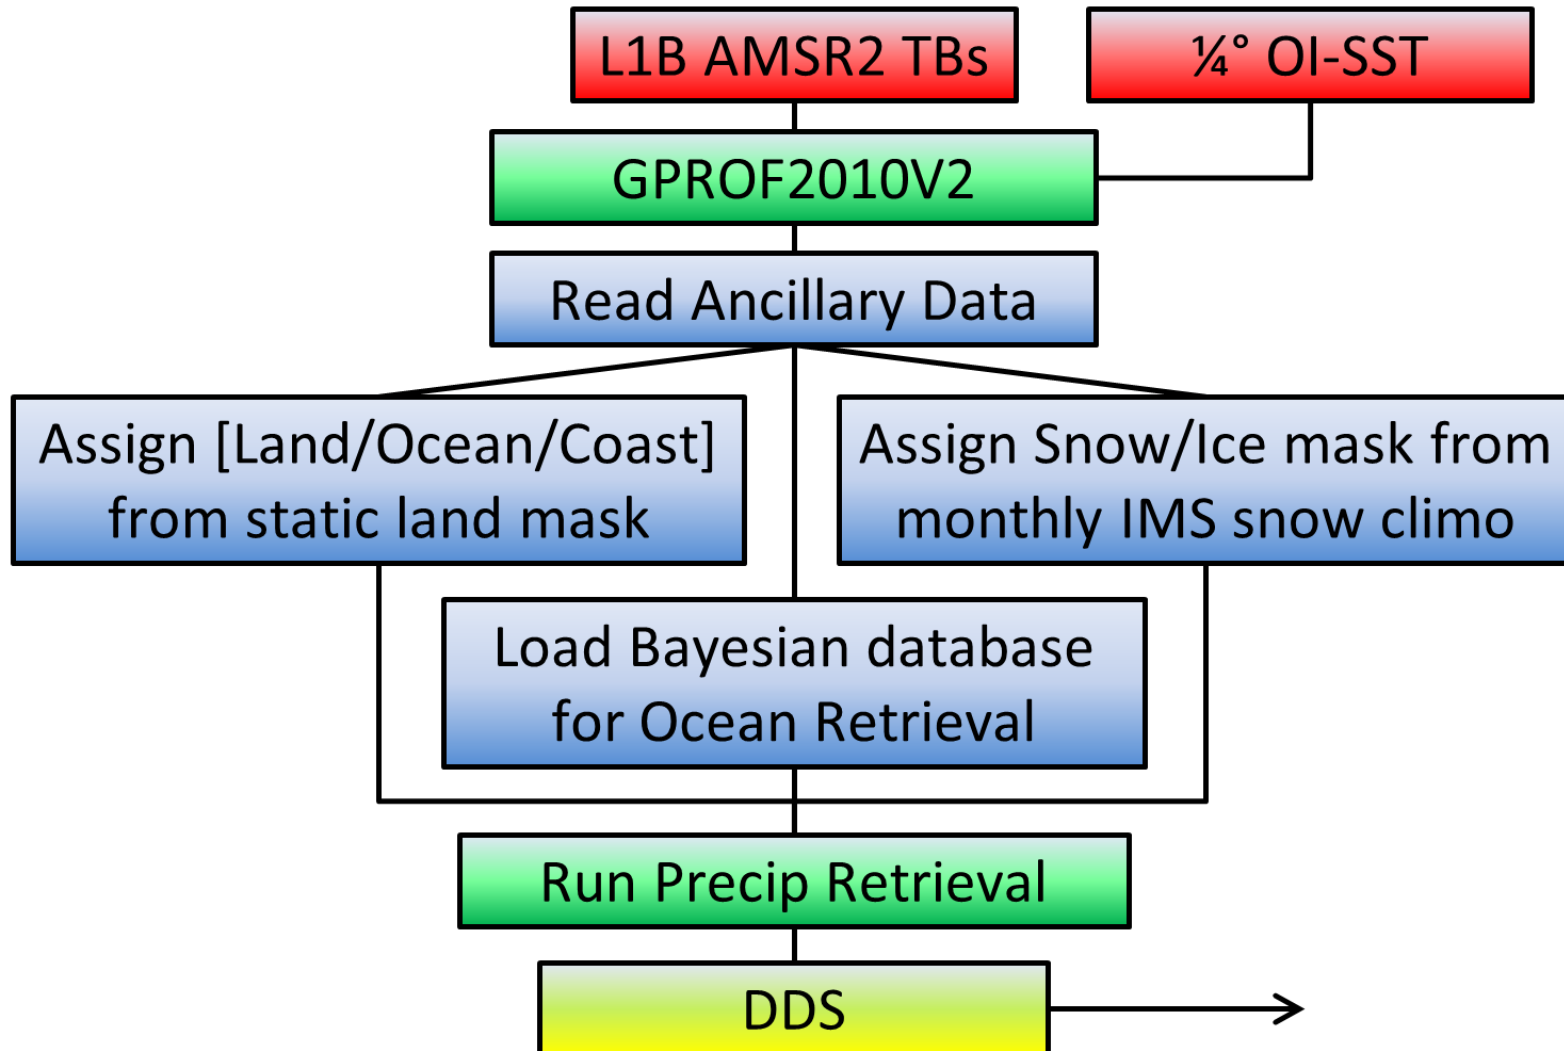 L1B AMSR2 TBs
¼° OI-SST
GPROF2010V2
Read Ancillary Data
Assign [Land/Ocean/Coast]
from static land mask
Assign Snow/Ice mask from
monthly IMS snow climo
Load Bayesian database
for Ocean Retrieval
Run Precip Retrieval
DDS